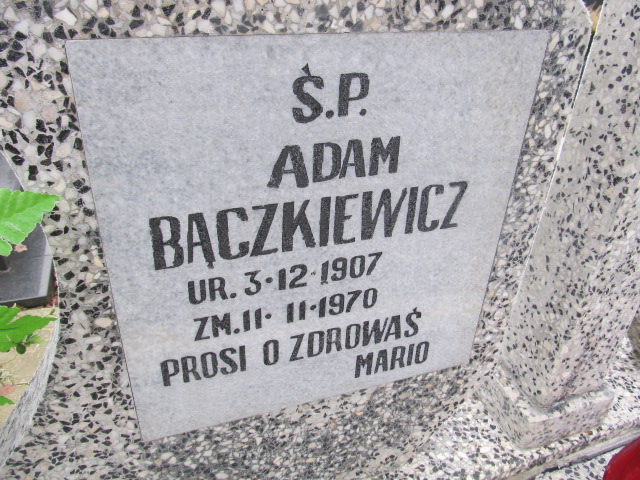 Ś.P.
ADAM
BĄCZKIEWICZ
UR. 3·12·1907
ZM. 11· 11·1970
PROSI O ZDROWAŚ
MARIO